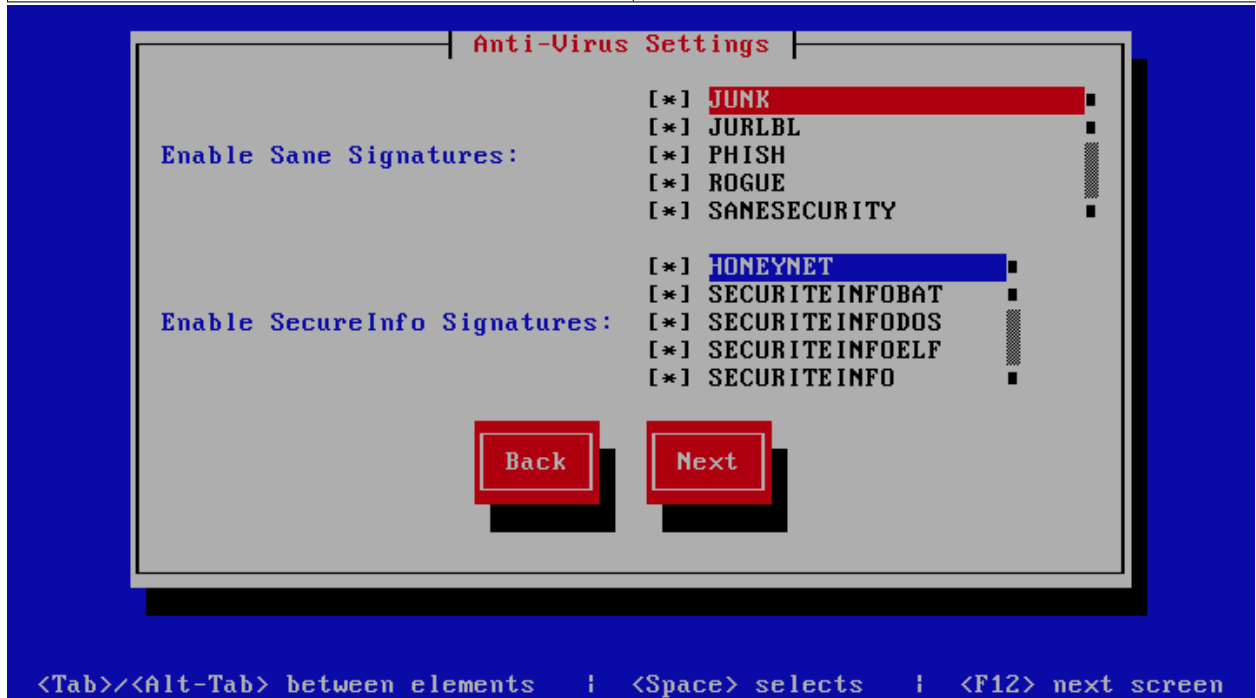 Anti-Virus Settings
Enable Sane Signatures:
[*] JUNK
[*] JURLBL
[*] PHISH
[*] ROGUE
[*] SANESECURITY
Enable SecureInfo Signatures:
[*] HONEYNET
[*] SECURITEINFOBAT
[*] SECURITEINFODOS
[*] SECURITEINFOELF
[*] SECURITEINFO
Back Next
<Tab>/<Alt-Tab> between elements | <Space> selects | <F12> next screen